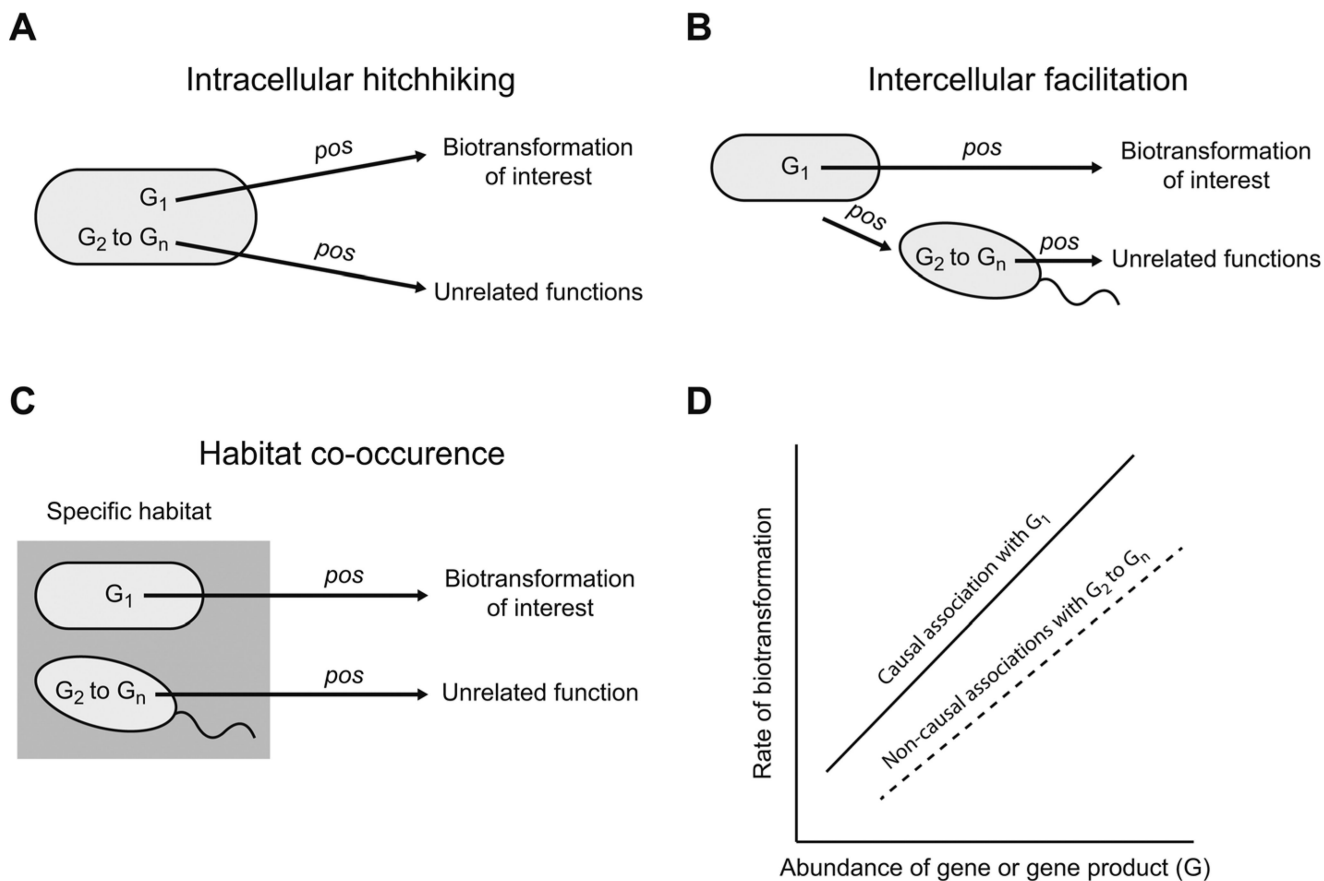 A
Intracellular hitchhiking
G1
G2 to Gn
pos
pos
Biotransformation
of interest
Unrelated functions
B
Intercellular facilitation
G1
pos
Biotransformation
of interest
pos
G2 to Gn
pos
Unrelated functions
C
Habitat co-occurence
Specific habitat
G1
pos
Biotransformation
of interest
G2 to Gn
pos
Unrelated function
D
Rate of biotransformation
Causal association with G1
Non-causal associations with G2 to Gn
Abundance of gene or gene product (G)